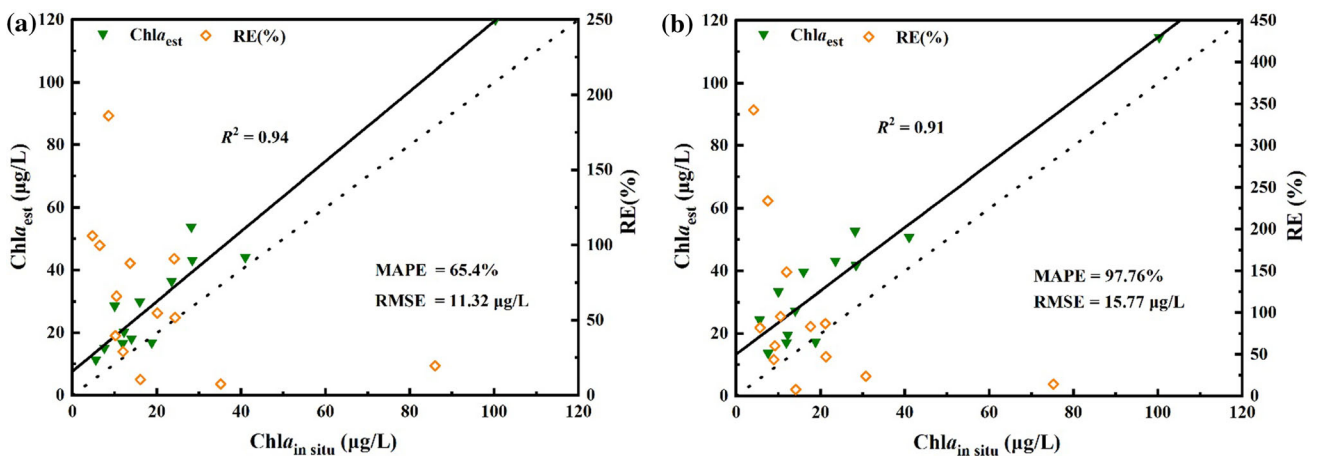 (a)
Chla_est RE(%)
R² = 0.94
MAPE = 65.4%
RMSE = 11.32 µg/L
120
100
80
60
40
20
0
Chla_est (µg/L)
250
200
150
100
50
0
RE(%)
0 20 40 60 80 100 120
Chla_in situ (µg/L)
(b)
Chla_est RE(%)
R² = 0.91
MAPE = 97.76%
RMSE = 15.77 µg/L
120
100
80
60
40
20
0
Chla_est (µg/L)
450
400
350
300
250
200
150
100
50
0
RE (%)
0 20 40 60 80 100 120
Chla_in situ (µg/L)